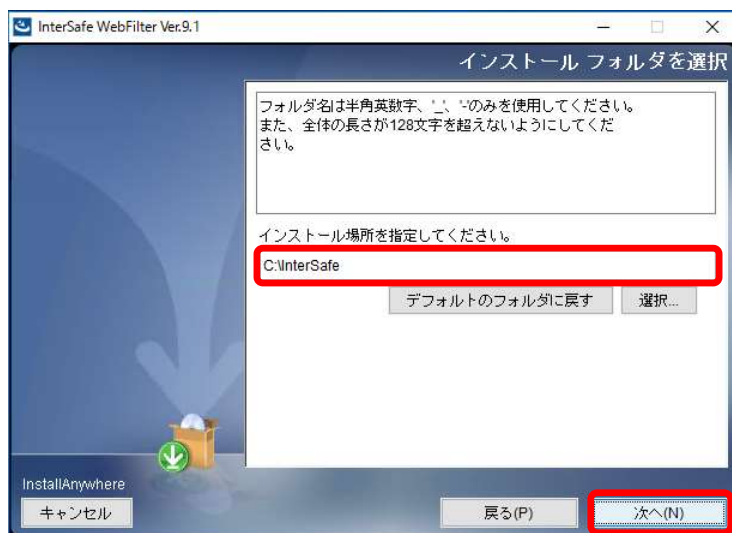 InterSafe WebFilter Ver.9.1
インストール フォルダを選択
フォルダ名は半角英数字、'_'、'-'のみを使用してください。
また、全体の長さが128文字を超えないようにしてくだ
さい。
インストール場所を指定してください。
C:\InterSafe
デフォルトのフォルダに戻す
選択...
InstallAnywhere
キャンセル
戻る(P)
次へ(N)